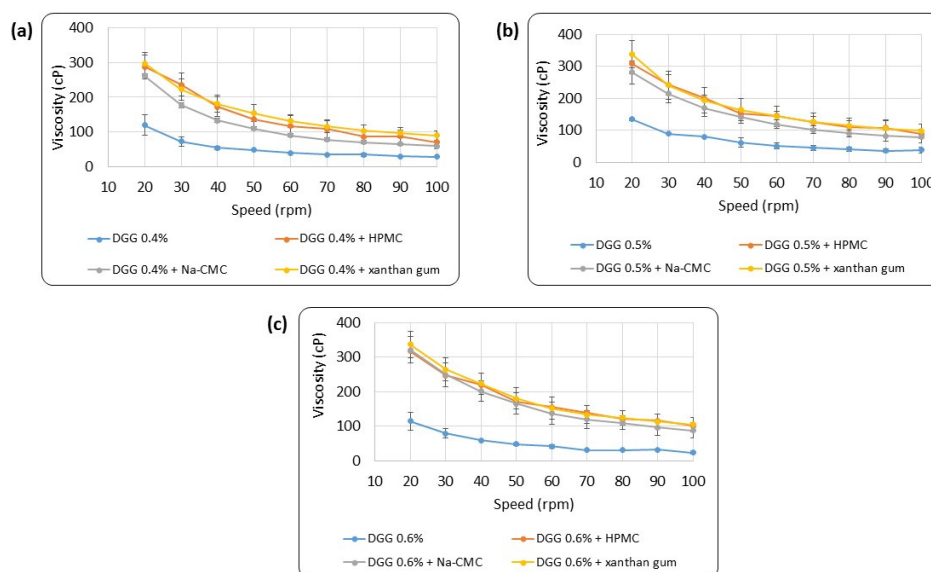 (a)
400
300
200
100
0
Viscosity (cP)
10 20 30 40 50 60 70 80 90 100
Speed (rpm)
DGG 0.4% DGG 0.4% + HPMC
DGG 0.4% + Na-CMC DGG 0.4% + xanthan gum
(b)
400
300
200
100
0
Viscosity (cP)
10 20 30 40 50 60 70 80 90 100
Speed (rpm)
DGG 0.5% DGG 0.5% + HPMC
DGG 0.5% + Na-CMC DGG 0.5% + xanthan gum
(c)
400
300
200
100
0
Viscosity (cP)
10 20 30 40 50 60 70 80 90 100
Speed (rpm)
DGG 0.6% DGG 0.6% + HPMC
DGG 0.6% + Na-CMC DGG 0.6% + xanthan gum